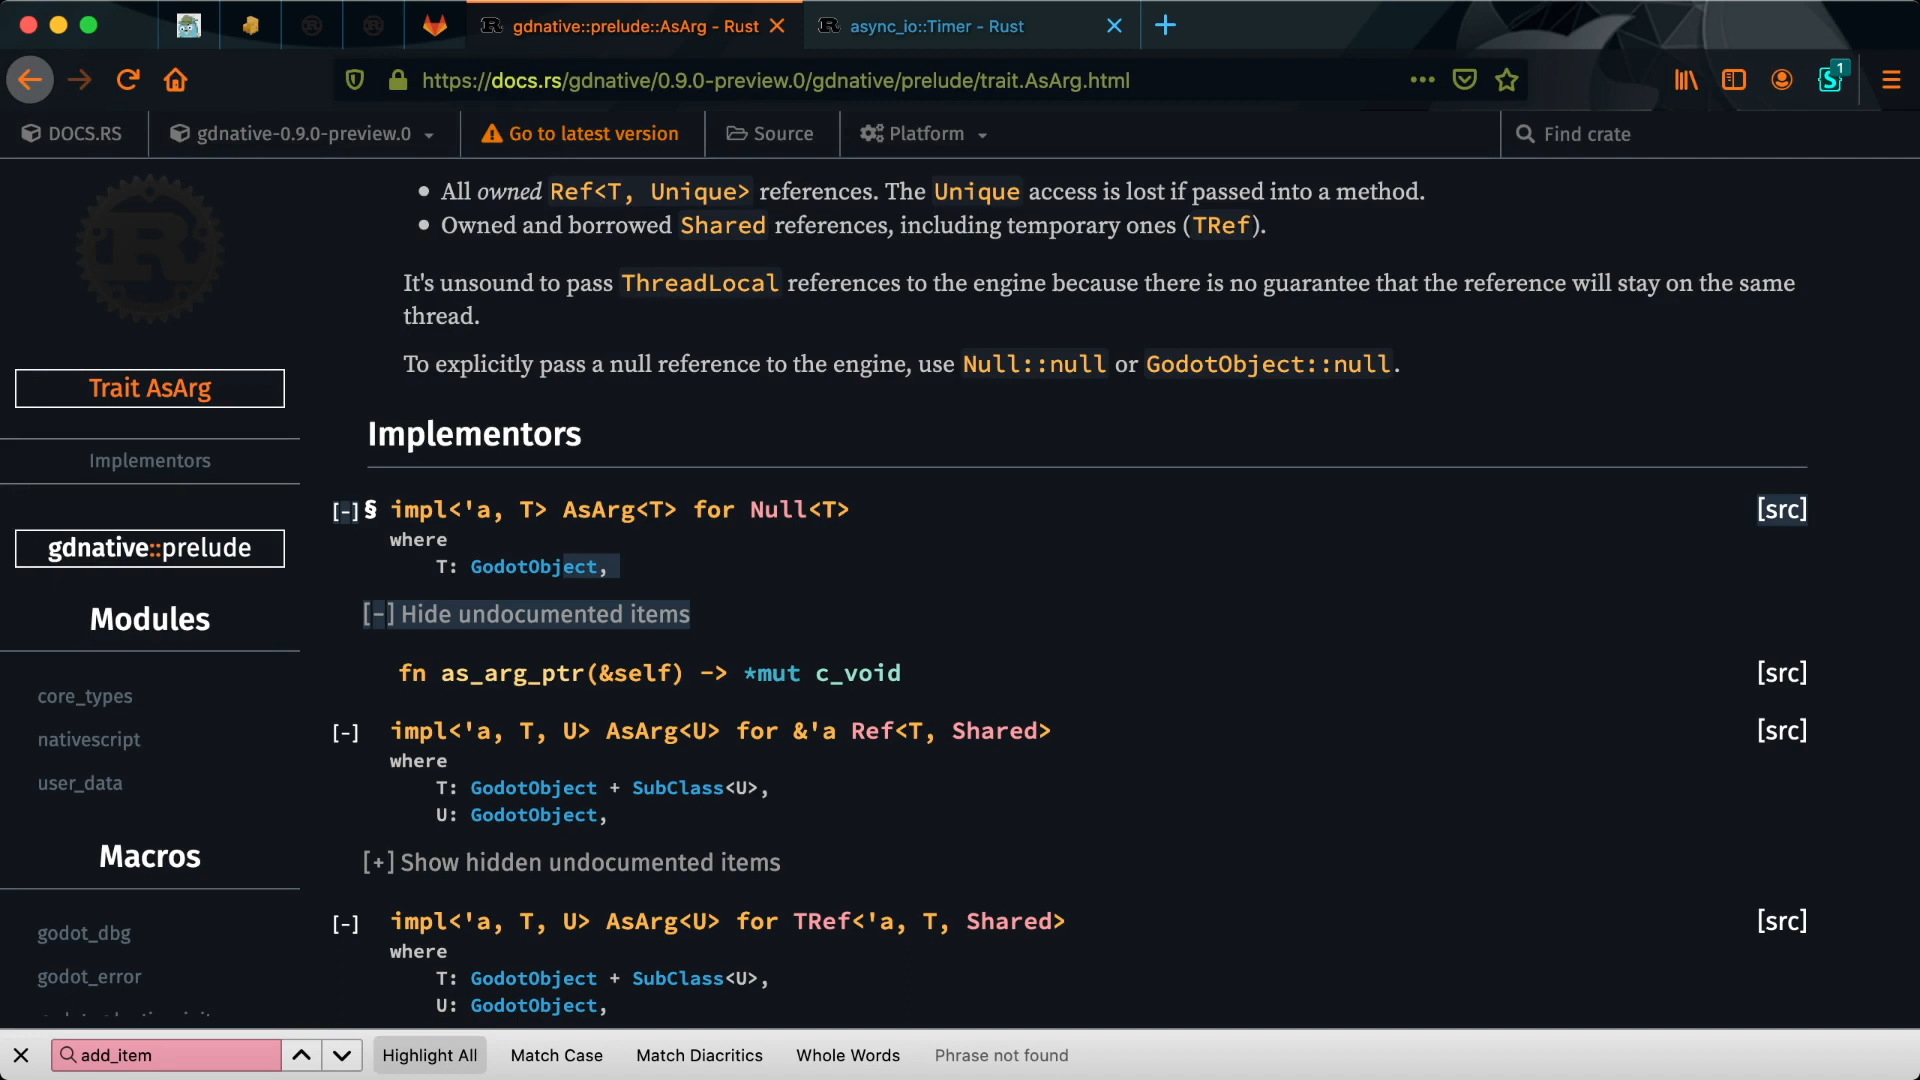 gdnative::prelude::AsArg - Rust
async_io::Timer - Rust
https://docs.rs/gdnative/0.9.0-preview.0/gdnative/prelude/trait.AsArg.html
1
DOCS.RS
gdnative-0.9.0-preview.0
Go to latest version
Source
Platform
Find crate
All owned Ref<T, Unique> references. The Unique access is lost if passed into a method.
Owned and borrowed Shared references, including temporary ones (TRef).
It's unsound to pass ThreadLocal references to the engine because there is no guarantee that the reference will stay on the same
thread.
To explicitly pass a null reference to the engine, use Null::null or GodotObject::null.
Trait AsArg
Implementors
gdnative::prelude
Modules
core_types
nativescript
user_data
Macros
godot_dbg
godot_error
Implementors
[-] § impl<'a, T> AsArg<T> for Null<T> [src]
where
T: GodotObject,
[-] Hide undocumented items
fn as_arg_ptr(&self) -> *mut c_void [src]
[-] impl<'a, T, U> AsArg<U> for &'a Ref<T, Shared> [src]
where
T: GodotObject + SubClass<U>,
U: GodotObject,
[+] Show hidden undocumented items
[-] impl<'a, T, U> AsArg<U> for TRef<'a, T, Shared> [src]
where
T: GodotObject + SubClass<U>,
U: GodotObject,
add_item
Highlight All
Match Case
Match Diacritics
Whole Words
Phrase not found